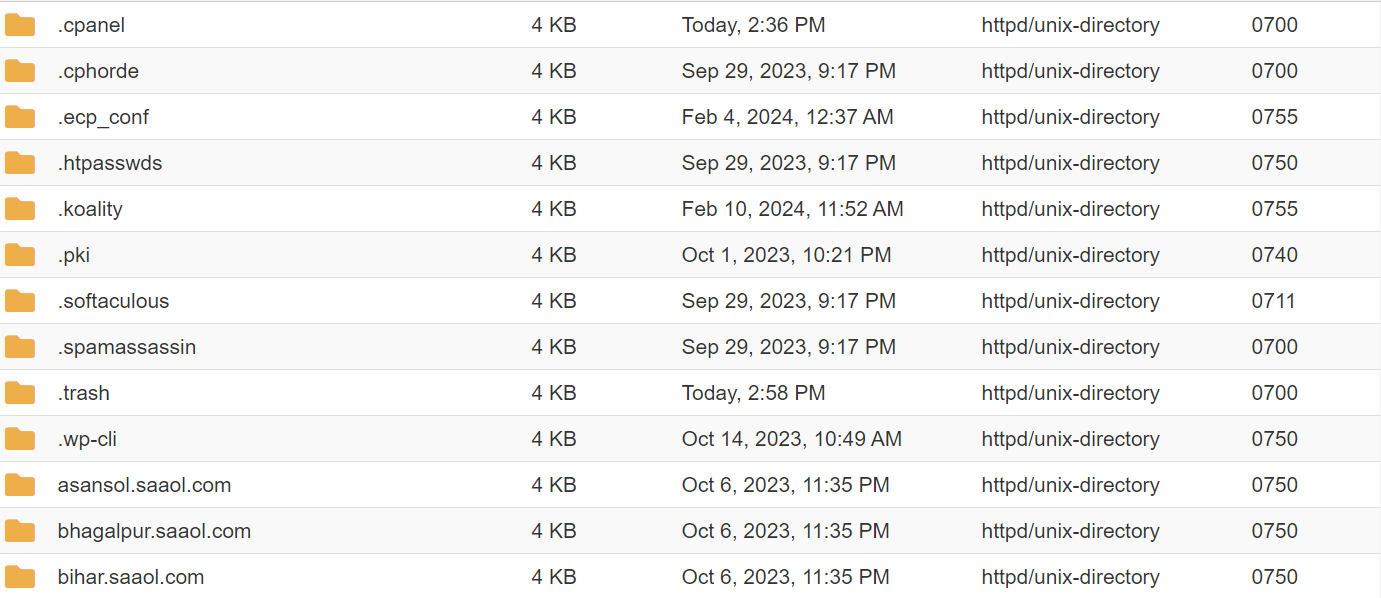 .cpanel 4 KB Today, 2:36 PM httpd/unix-directory 0700
.cphorde 4 KB Sep 29, 2023, 9:17 PM httpd/unix-directory 0700
.ecp_conf 4 KB Feb 4, 2024, 12:37 AM httpd/unix-directory 0755
.htpasswds 4 KB Sep 29, 2023, 9:17 PM httpd/unix-directory 0750
.koality 4 KB Feb 10, 2024, 11:52 AM httpd/unix-directory 0755
.pki 4 KB Oct 1, 2023, 10:21 PM httpd/unix-directory 0740
.softaculous 4 KB Sep 29, 2023, 9:17 PM httpd/unix-directory 0711
.spamassassin 4 KB Sep 29, 2023, 9:17 PM httpd/unix-directory 0700
.trash 4 KB Today, 2:58 PM httpd/unix-directory 0700
.wp-cli 4 KB Oct 14, 2023, 10:49 AM httpd/unix-directory 0750
asansol.saaol.com 4 KB Oct 6, 2023, 11:35 PM httpd/unix-directory 0750
bhagalpur.saaol.com 4 KB Oct 6, 2023, 11:35 PM httpd/unix-directory 0750
bihar.saaol.com 4 KB Oct 6, 2023, 11:35 PM httpd/unix-directory 0750